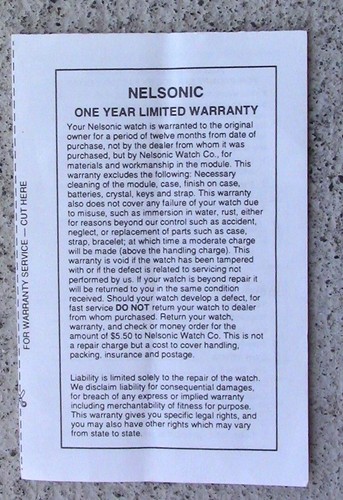 NELSONIC
ONE YEAR LIMITED WARRANTY
Your Nelsonic watch is warranted to the original
owner for a period of twelve months from date of
purchase, not by the dealer from whom it was
purchased, but by Nelsonic Watch Co., for
materials and workmanship in the module. This
warranty excludes the following: Necessary
cleaning of the module, case, finish on case,
batteries, crystal, keys and strap. This warranty
also does not cover any failure of your watch due
to misuse, such as immersion in water, rust, either
for reasons beyond our control such as accident,
neglect, or replacement of parts such as case,
strap, bracelet; at which time a moderate charge
will be made (above the handling charge). This
warranty is void if the watch has been tampered
with or if the defect is related to servicing not
performed by us. If your watch is beyond repair it
will be returned to you in the same condition
received. Should your watch develop a defect, for
fast service DO NOT return your watch to dealer
from whom purchased. Return your watch,
warranty, and check or money order for the
amount of $5.50 to Nelsonic Watch Co. This is not
a repair charge but a cost to cover handling,
packing, insurance and postage.
Liability is limited solely to the repair of the watch.
We disclaim liability for consequential damages,
for breach of any express or implied warranty
including merchantability of fitness for purpose.
This warranty gives you specific legal rights, and
you may also have other rights which may vary
from state to state.
FOR WARRANTY SERVICE — CUT HERE